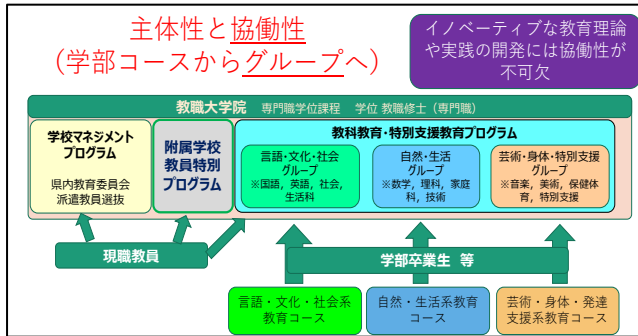 主体性と協働性
(学部コースからグループへ)
イノベーティブな教育理論
や実践の開発には協働性が
不可欠
教職大学院 専門職学位課程 学位 教職修士(専門職)
学校マネジメント
プログラム
県内教育委員会
派遣教員選抜
附属学校
教員特別
プログラム
教科教育・特別支援教育プログラム
言語・文化・社会
グループ
※国語, 英語, 社会,
生活科
自然・生活
グループ
※数学, 理科, 家庭
科, 技術
芸術・身体・特別支援
グループ
※音楽, 美術, 保健体
育, 特別支援
現職教員
学部卒業生 等
言語・文化・社会系
教育コース
自然・生活系教育
コース
芸術・身体・発達
支援系教育コース